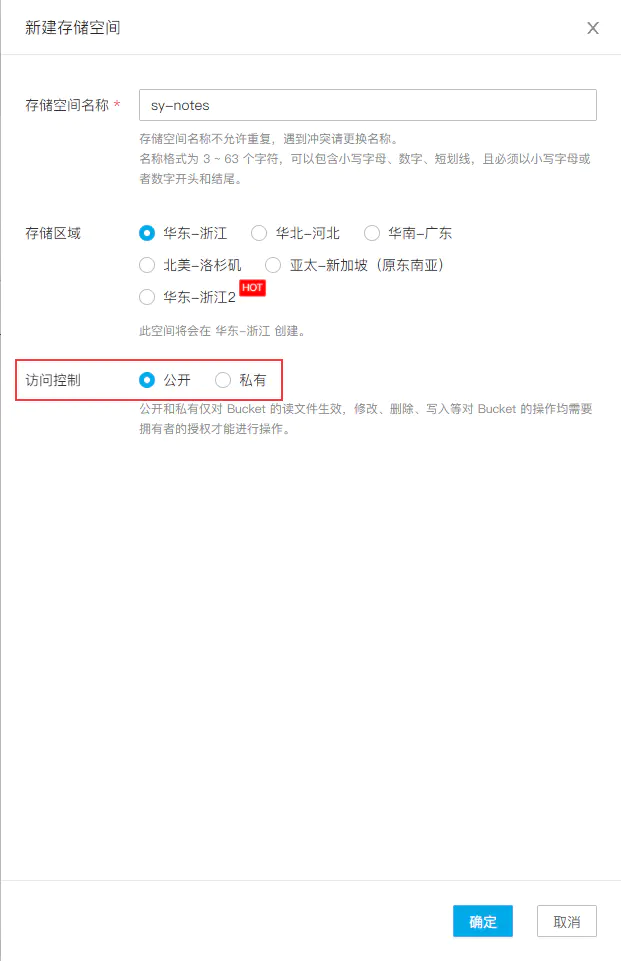 新建存储空间
存储空间名称 * sy-notes
存储空间名称不允许重复，遇到冲突请更换名称。
名称格式为 3 ~ 63 个字符，可以包含小写字母、数字、短划线，且必须以小写字母或
者数字开头和结尾。
存储区域 华东-浙江 华北-河北 华南-广东
北美-洛杉矶 亚太-新加坡（原东南亚）
华东-浙江2 HOT
此空间将会在 华东-浙江 创建。
访问控制 公开 私有
公开和私有仅对 Bucket 的读文件生效，修改、删除、写入等对 Bucket 的操作均需要
拥有者的授权才能进行操作。
确定 取消